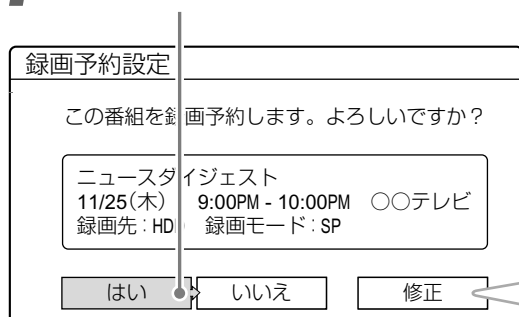 録画予約設定
この番組を録画予約します。よろしいですか？
ニュースダイジェスト
11/25（木） 9:00PM - 10:00PM ○○テレビ
録画先：HDD 録画モード：SP
はい いいえ 修正